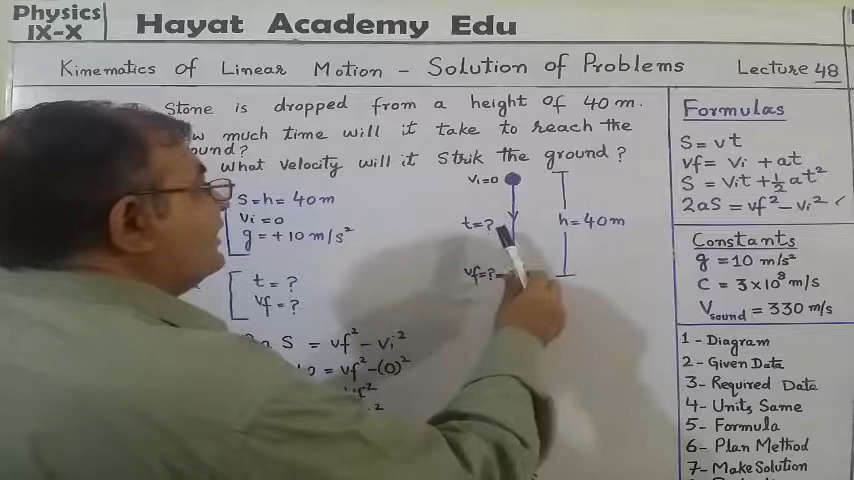 Physics
IX-X
Hayat Academy Edu
Kinematics of Linear Motion - Solution of Problems
Lecture 48
Stone is dropped from a height of 40 m.
much time will it take to reach the
What velocity will it Strik the ground?
S = h = 40m
vi = 0
g = +10 m/s²
t = ?
vf = ?
S = vf² - vi²
= vf² - (0)²
vi=0
t=?
h=40m
vf=?
Formulas
S = vt
vf = vi + at
S = vit + ½ at²
2as = vf² - vi² ✓
Constants
g = 10 m/s²
C = 3×10⁸ m/s
Vsound = 330 m/s
1 - Diagram
2 - Given Data
3- Required Data
4- Units Same
5- Formula
6- Plan Method
7- Make Solution